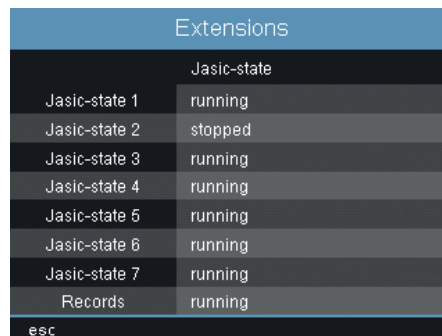 Extensions
Jasic-state
Jasic-state 1 running
Jasic-state 2 stopped
Jasic-state 3 running
Jasic-state 4 running
Jasic-state 5 running
Jasic-state 6 running
Jasic-state 7 running
Records running
esc